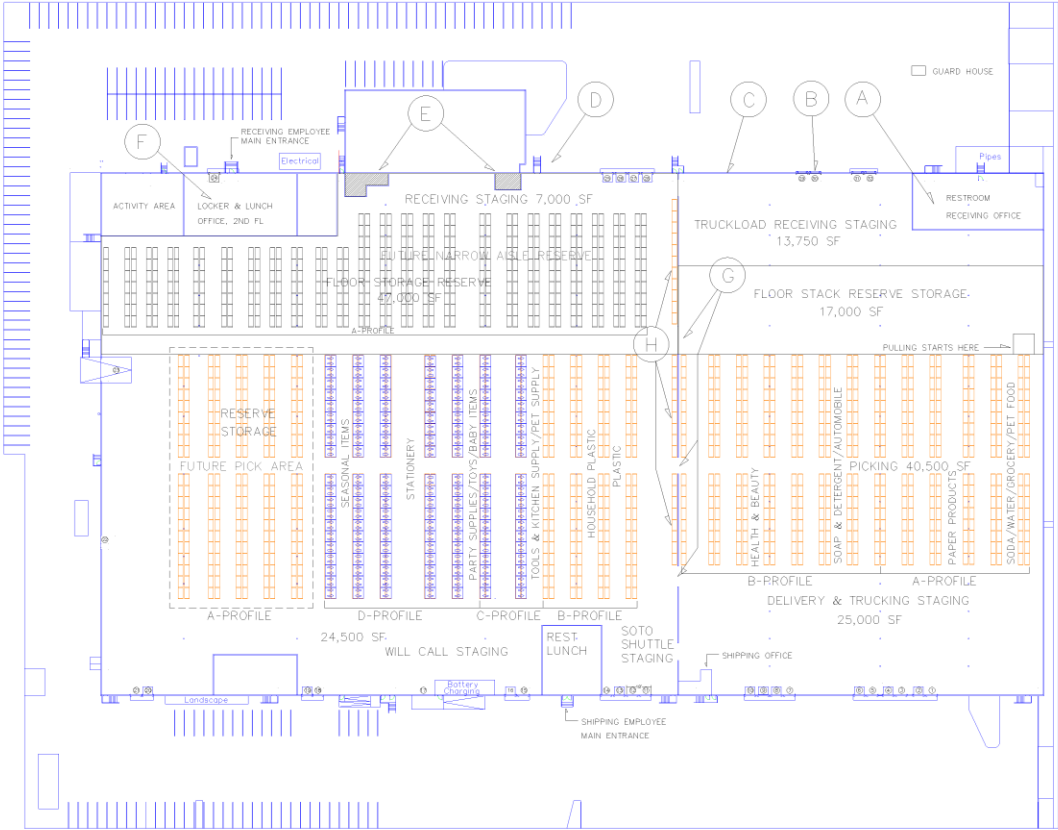 GUARD HOUSE
A
B
C
D
E
F
RECEIVING EMPLOYEE
MAIN ENTRANCE
Electrical
Pipes
ACTIVITY AREA
LOCKER & LUNCH
OFFICE, 2ND FL
RECEIVING STAGING 7,000 SF
RESTROOM
RECEIVING OFFICE
TRUCKLOAD RECEIVING STAGING
13,750 SF
FUTURE NARROW AISLE RESERVE
FLOOR STORAGE RESERVE
47,000 SF
A-PROFILE
G
H
FLOOR STACK RESERVE STORAGE
17,000 SF
PULLING STARTS HERE
RESERVE
STORAGE
FUTURE PICK AREA
SEASONAL ITEMS
STATIONERY
PARTY SUPPLIES/TOYS/BABY ITEMS
TOOLS & KITCHEN SUPPLY/PET SUPPLY
HOUSEHOLD PLASTIC
PLASTIC
HEALTH & BEAUTY
SOAP & DETERGENT/AUTOMOBILE
PICKING 40,500 SF
PAPER PRODUCTS
SODA/WATER/GROCERY/PET FOOD
A-PROFILE
D-PROFILE
C-PROFILE
B-PROFILE
B-PROFILE
A-PROFILE
DELIVERY & TRUCKING STAGING
25,000 SF
24,500 SF
WILL CALL STAGING
REST
LUNCH
SOTO
SHUTTLE
STAGING
SHIPPING OFFICE
Battery
Charging
Landscape
17
SHIPPING EMPLOYEE
MAIN ENTRANCE